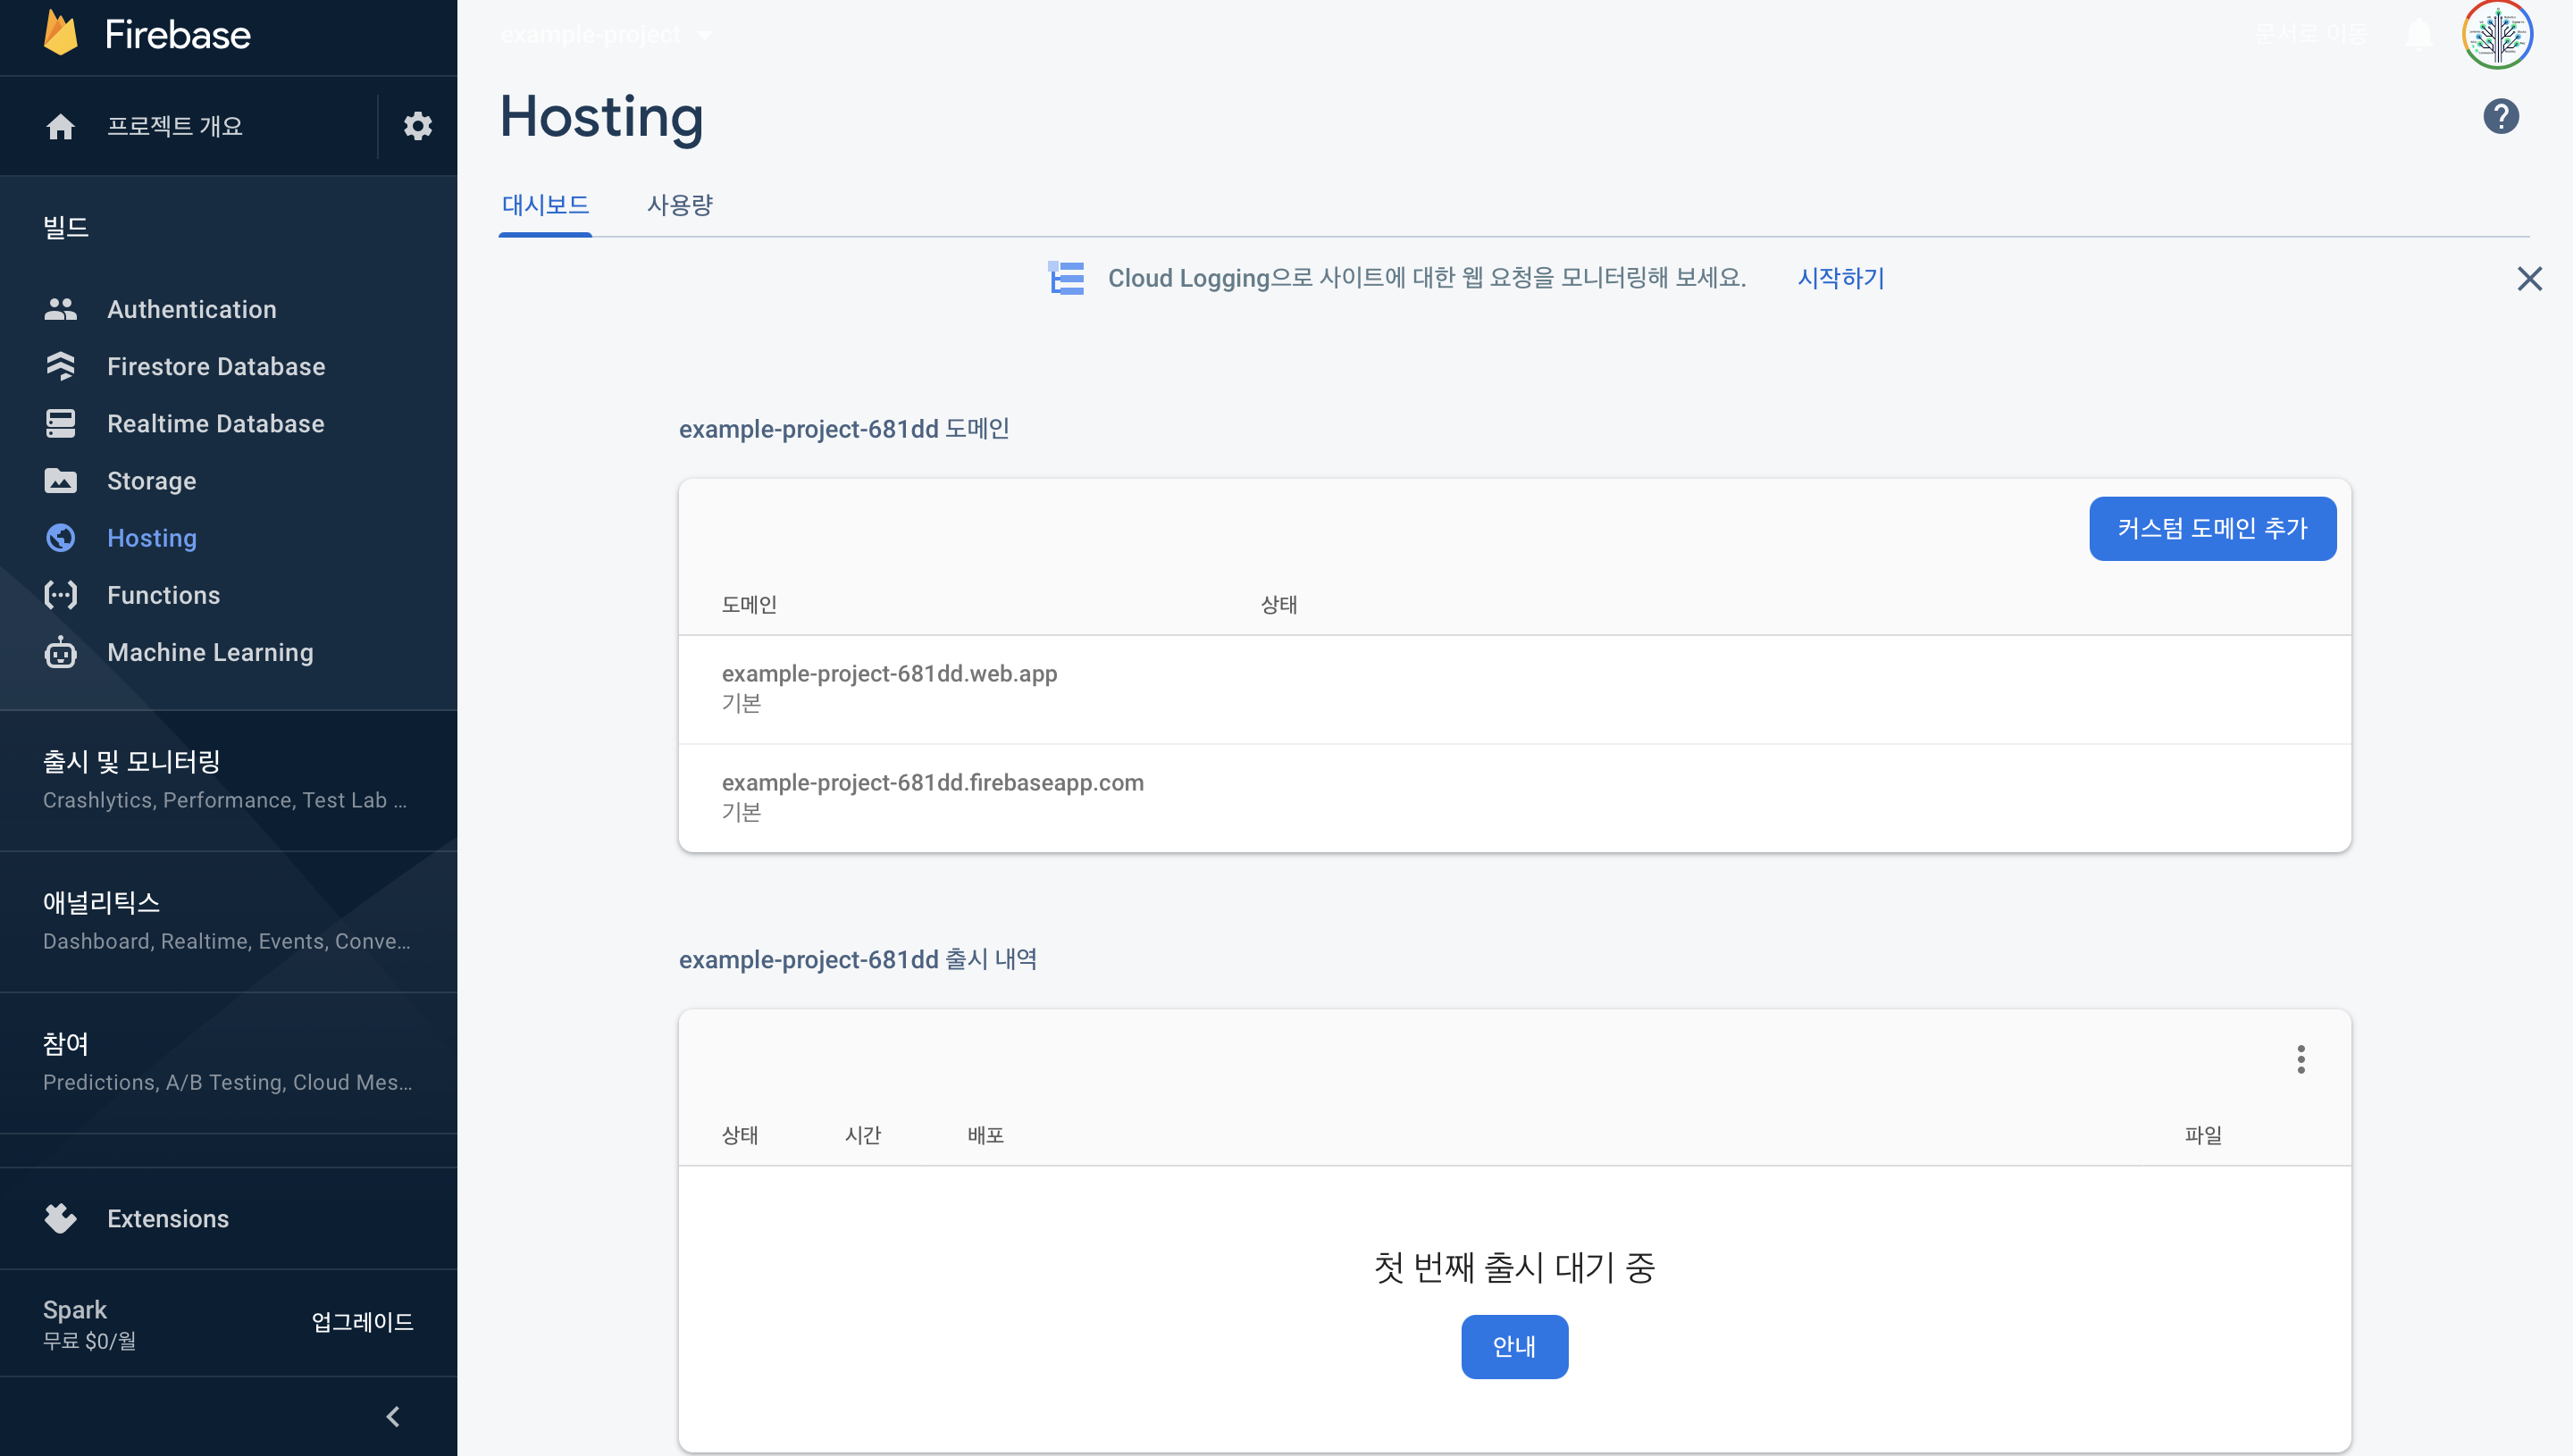 Firebase
example-project
문서로 이동
프로젝트 개요
Hosting
빌드
대시보드 사용량
Cloud Logging으로 사이트에 대한 웹 요청을 모니터링해 보세요. 시작하기
Authentication
Firestore Database
Realtime Database
Storage
Hosting
Functions
Machine Learning
출시 및 모니터링
Crashlytics, Performance, Test Lab ...
애널리틱스
Dashboard, Realtime, Events, Conve...
참여
Predictions, A/B Testing, Cloud Mes...
Extensions
Spark
무료 $0/월
업그레이드
example-project-681dd 도메인
커스텀 도메인 추가
도메인 상태
example-project-681dd.web.app
기본
example-project-681dd.firebaseapp.com
기본
example-project-681dd 출시 내역
상태 시간 배포 파일
첫 번째 출시 대기 중
안내